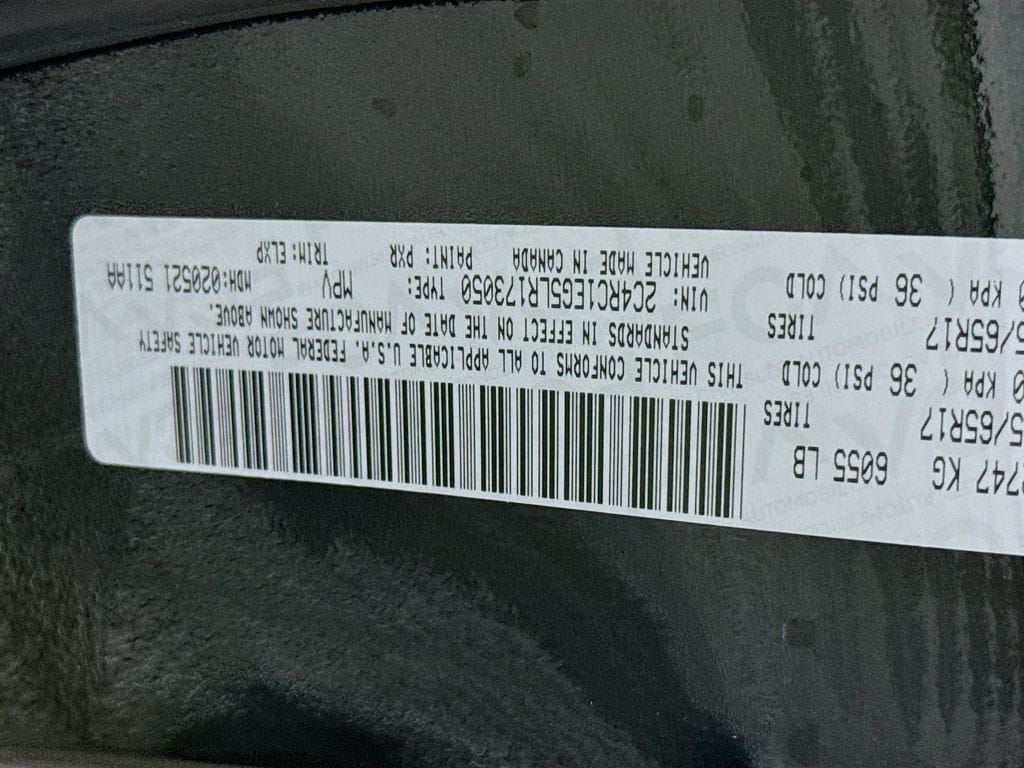 2747 KG 6055 LB
5/65R17 TIRES
0 KPA ( 36 PSI) COLD
5/65R17 TIRES
0 KPA ( 36 PSI) COLD
THIS VEHICLE CONFORMS TO ALL APPLICABLE U.S.A. FEDERAL MOTOR VEHICLE SAFETY
STANDARDS IN EFFECT ON THE DATE OF MANUFACTURE SHOWN ABOVE.
VIN: 2C4RC1EG5LR173050 TYPE: MPV MDH:020521 511AA
VEHICLE MADE IN CANADA PAINT: PXR TRIM: ELXP